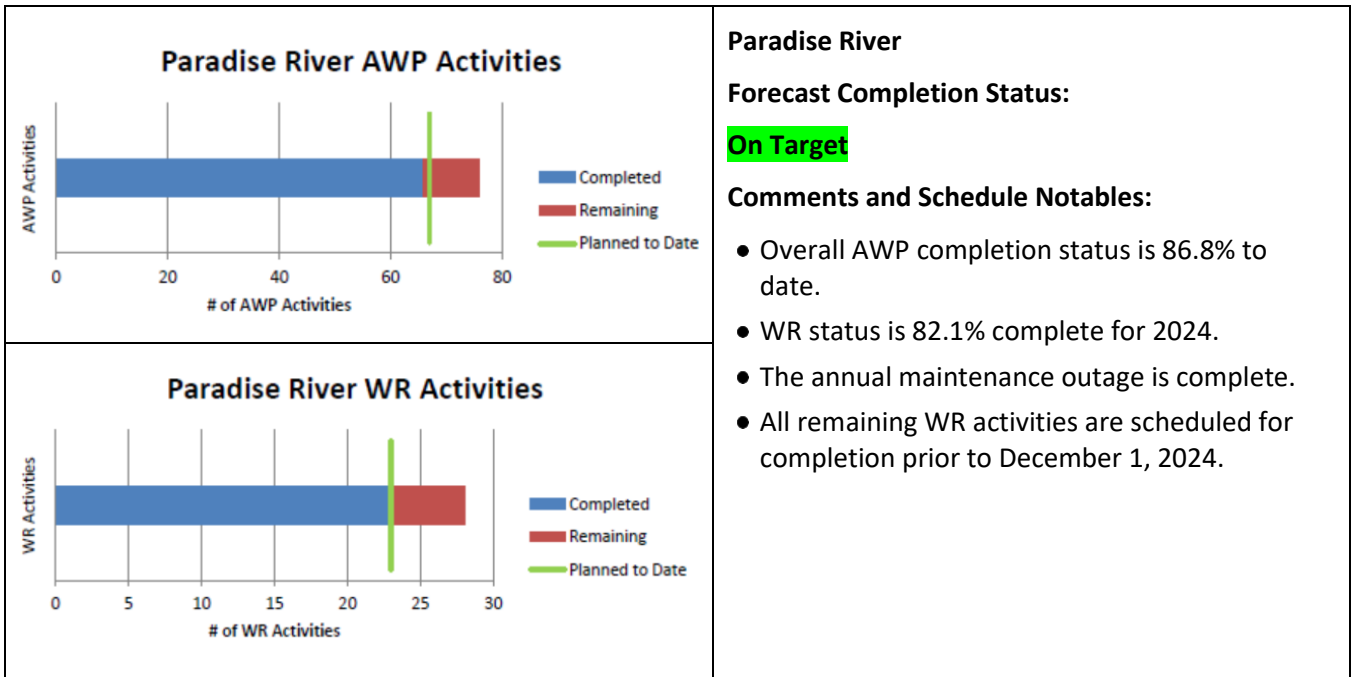 Paradise River AWP Activities
AWP Activities
Completed
Remaining
Planned to Date
0 20 40 60 80
# of AWP Activities
Paradise River WR Activities
WR Activities
Completed
Remaining
Planned to Date
0 5 10 15 20 25 30
# of WR Activities
Paradise River
Forecast Completion Status:
On Target
Comments and Schedule Notables:
• Overall AWP completion status is 86.8% to
date.
• WR status is 82.1% complete for 2024.
• The annual maintenance outage is complete.
• All remaining WR activities are scheduled for
completion prior to December 1, 2024.